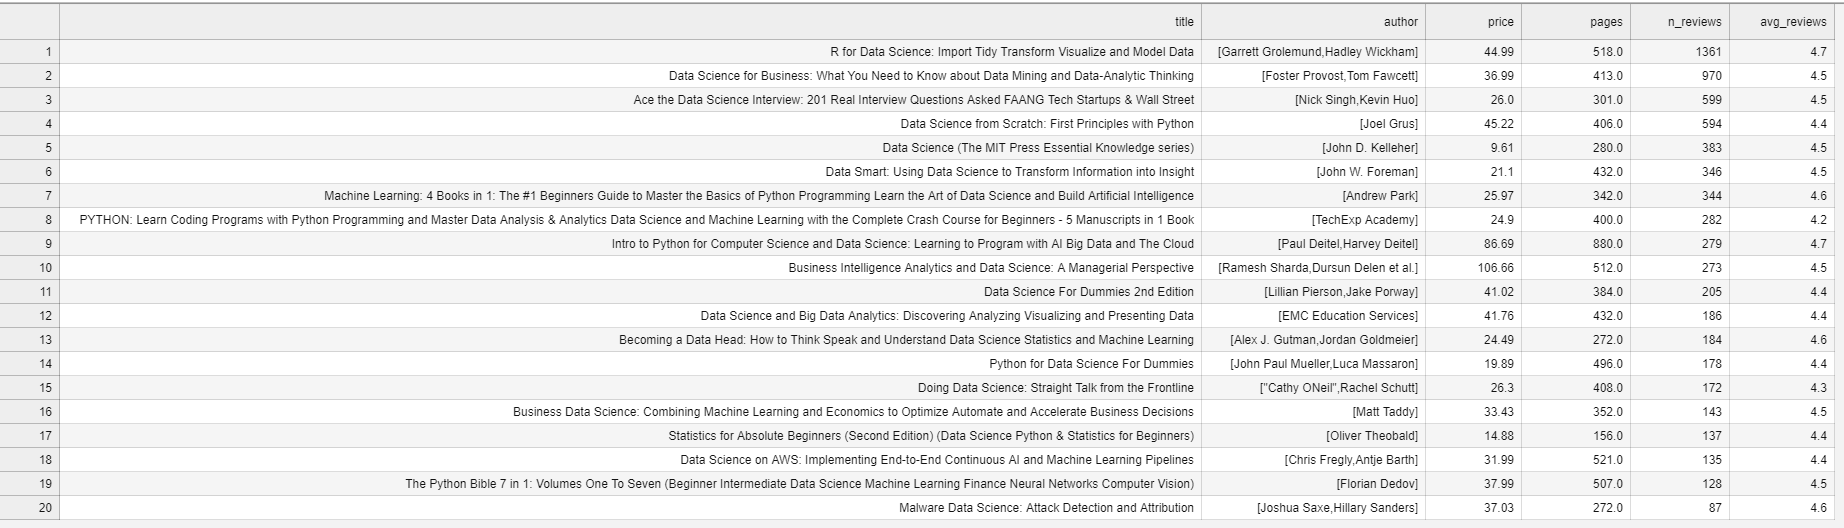 title author price pages n_reviews avg_reviews
1 R for Data Science: Import Tidy Transform Visualize and Model Data [Garrett Grolemund,Hadley Wickham] 44.99 518.0 1361 4.7
2 Data Science for Business: What You Need to Know about Data Mining and Data-Analytic Thinking [Foster Provost,Tom Fawcett] 36.99 413.0 970 4.5
3 Ace the Data Science Interview: 201 Real Interview Questions Asked FAANG Tech Startups & Wall Street [Nick Singh,Kevin Huo] 26.0 301.0 599 4.5
4 Data Science from Scratch: First Principles with Python [Joel Grus] 45.22 406.0 594 4.4
5 Data Science (The MIT Press Essential Knowledge series) [John D. Kelleher] 9.61 280.0 383 4.5
6 Data Smart: Using Data Science to Transform Information into Insight [John W. Foreman] 21.1 432.0 346 4.5
7 Machine Learning: 4 Books in 1: The #1 Beginners Guide to Master the Basics of Python Programming Learn the Art of Data Science and Build Artificial Intelligence [Andrew Park] 25.97 342.0 344 4.6
8 PYTHON: Learn Coding Programs with Python Programming and Master Data Analysis & Analytics Data Science and Machine Learning with the Complete Crash Course for Beginners - 5 Manuscripts in 1 Book [TechExp Academy] 24.9 400.0 282 4.2
9 Intro to Python for Computer Science and Data Science: Learning to Program with AI Big Data and The Cloud [Paul Deitel,Harvey Deitel] 86.69 880.0 279 4.7
10 Business Intelligence Analytics and Data Science: A Managerial Perspective [Ramesh Sharda,Dursun Delen et al.] 106.66 512.0 273 4.5
11 Data Science For Dummies 2nd Edition [Lillian Pierson,Jake Porway] 41.02 384.0 205 4.4
12 Data Science and Big Data Analytics: Discovering Analyzing Visualizing and Presenting Data [EMC Education Services] 41.76 432.0 186 4.4
13 Becoming a Data Head: How to Think Speak and Understand Data Science Statistics and Machine Learning [Alex J. Gutman,Jordan Goldmeier] 24.49 272.0 184 4.6
14 Python for Data Science For Dummies [John Paul Mueller,Luca Massaron] 19.89 496.0 178 4.4
15 Doing Data Science: Straight Talk from the Frontline ["Cathy ONeil",Rachel Schutt] 26.3 408.0 172 4.3
16 Business Data Science: Combining Machine Learning and Economics to Optimize Automate and Accelerate Business Decisions [Matt Taddy] 33.43 352.0 143 4.5
17 Statistics for Absolute Beginners (Second Edition) (Data Science Python & Statistics for Beginners) [Oliver Theobald] 14.88 156.0 137 4.4
18 Data Science on AWS: Implementing End-to-End Continuous AI and Machine Learning Pipelines [Chris Fregly,Antje Barth] 31.99 521.0 135 4.4
19 The Python Bible 7 in 1: Volumes One To Seven (Beginner Intermediate Data Science Machine Learning Finance Neural Networks Computer Vision) [Florian Dedov] 37.99 507.0 128 4.5
20 Malware Data Science: Attack Detection and Attribution [Joshua Saxe,Hillary Sanders] 37.03 272.0 87 4.6